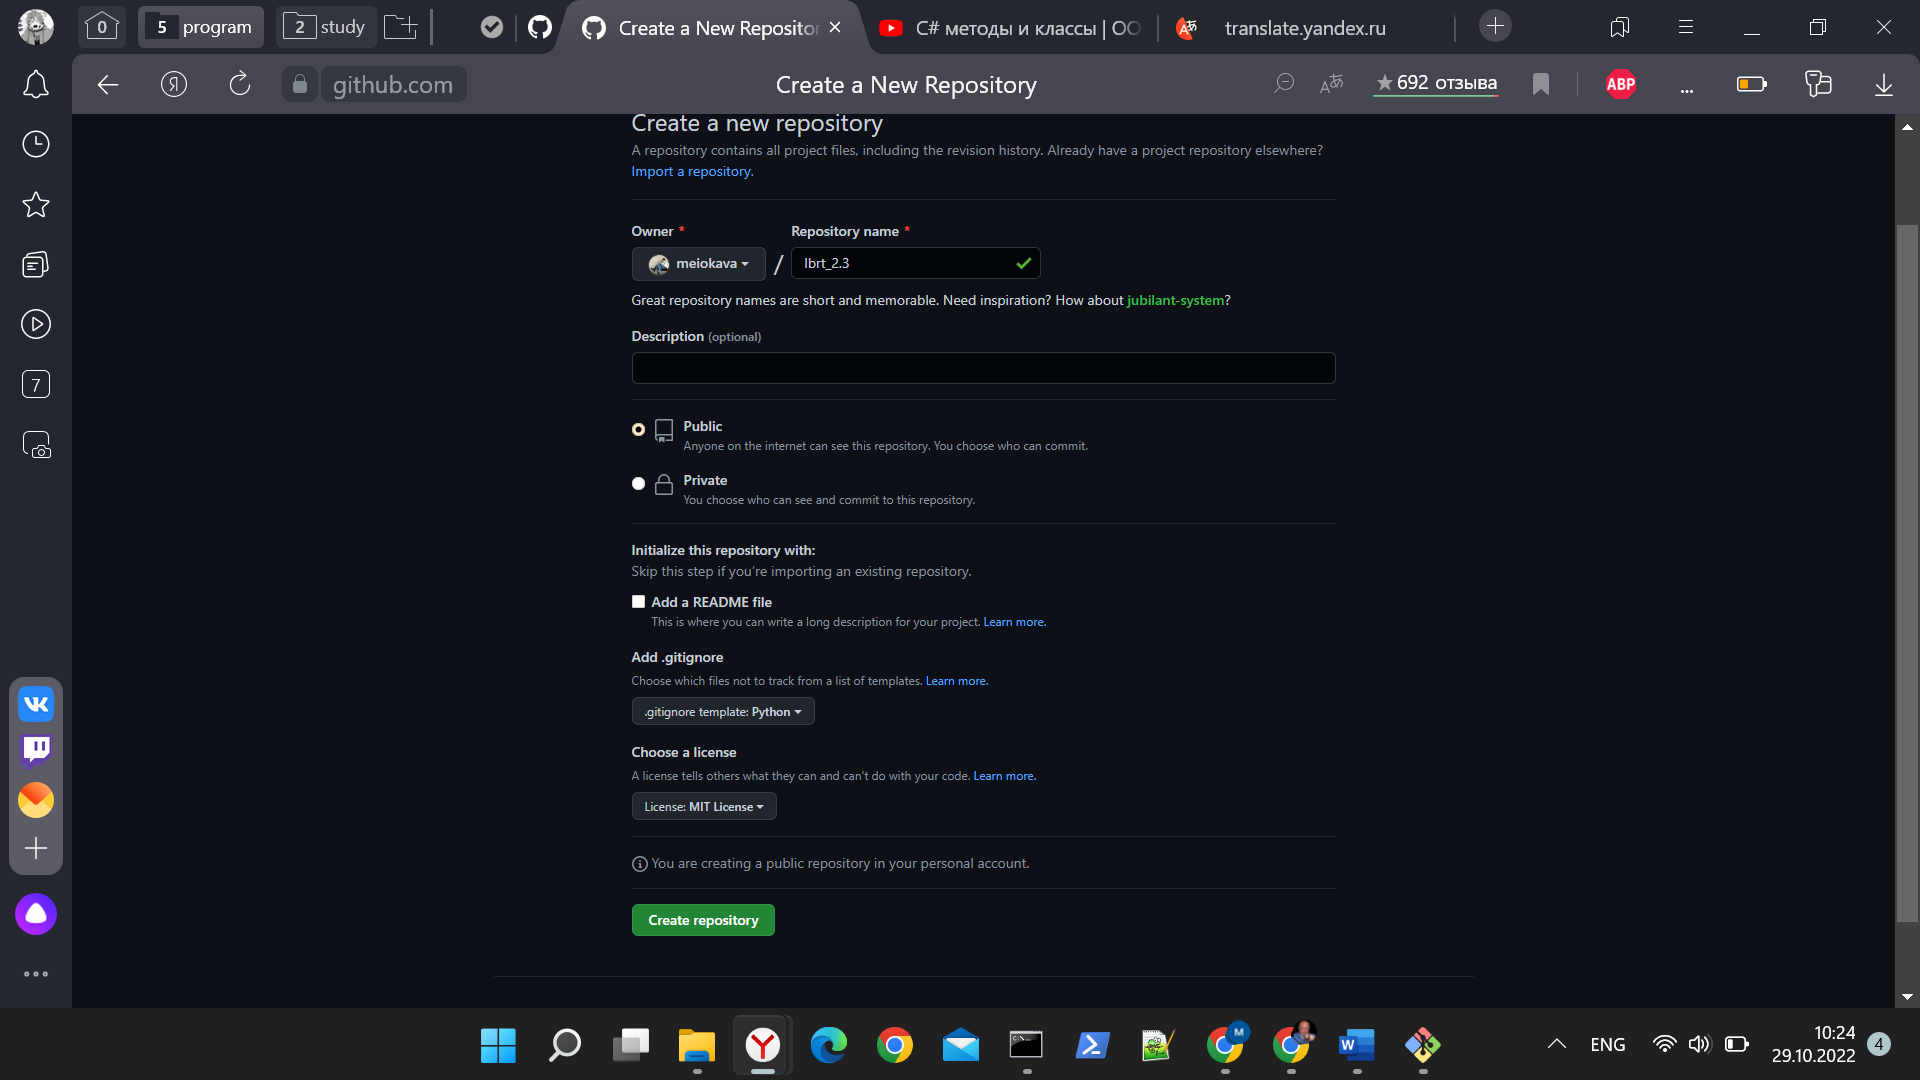 0
5 program
2 study
Create a New Repositor
C# методы и классы | ОО
translate.yandex.ru
github.com
Create a New Repository
692 отзыва
ABP
Create a new repository
A repository contains all project files, including the revision history. Already have a project repository elsewhere?
Import a repository.
Owner *
Repository name *
meiokava
/
lbrt_2.3
Great repository names are short and memorable. Need inspiration? How about jubilant-system?
Description (optional)
Public
Anyone on the internet can see this repository. You choose who can commit.
7
Private
You choose who can see and commit to this repository.
Initialize this repository with:
Skip this step if you’re importing an existing repository.
Add a README file
This is where you can write a long description for your project. Learn more.
Add .gitignore
Choose which files not to track from a list of templates. Learn more.
.gitignore template: Python
Choose a license
A license tells others what they can and can't do with your code. Learn more.
License: MIT License
You are creating a public repository in your personal account.
Create repository
ENG
10:24
29.10.2022
4